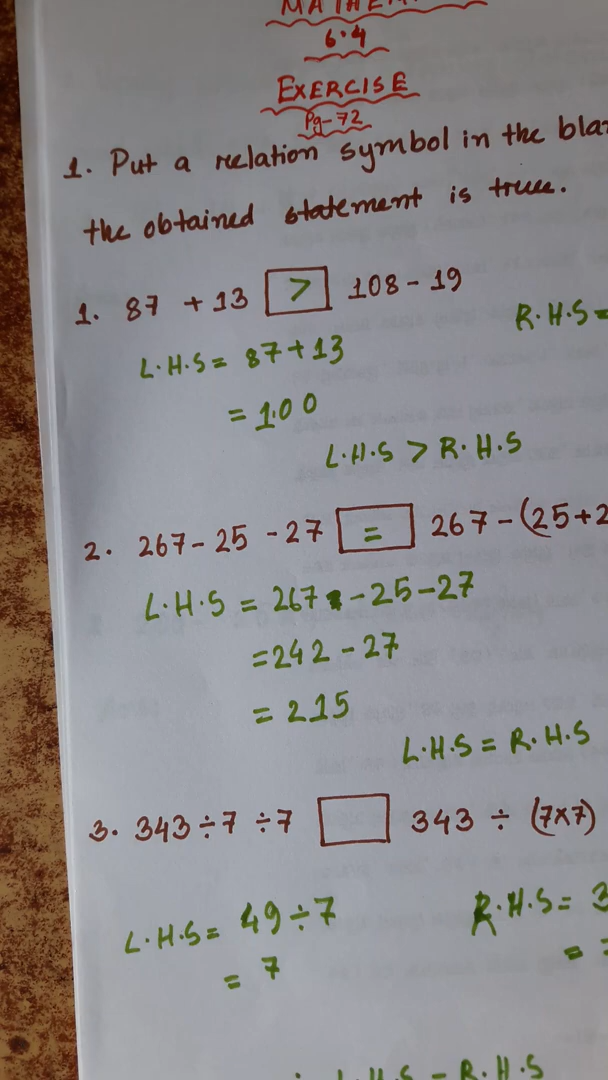 6.4
EXERCISE
Pg-72
1. Put a relation symbol in the
the obtained statement is true.
1. 87 + 13 > 108 - 19
L.H.S = 87+13
R.H.S =
= 100
L.H.S > R.H.S
2. 267 - 25 - 27 = 267 - (25+2
L.H.S = 267 - 25 - 27
= 242 - 27
= 215
L.H.S = R.H.S
3. 343 ÷ 7 ÷ 7 343 ÷ (7×7)
L.H.S = 49 ÷ 7
R.H.S = 3
= 7
=
L.H.S = R.H.S